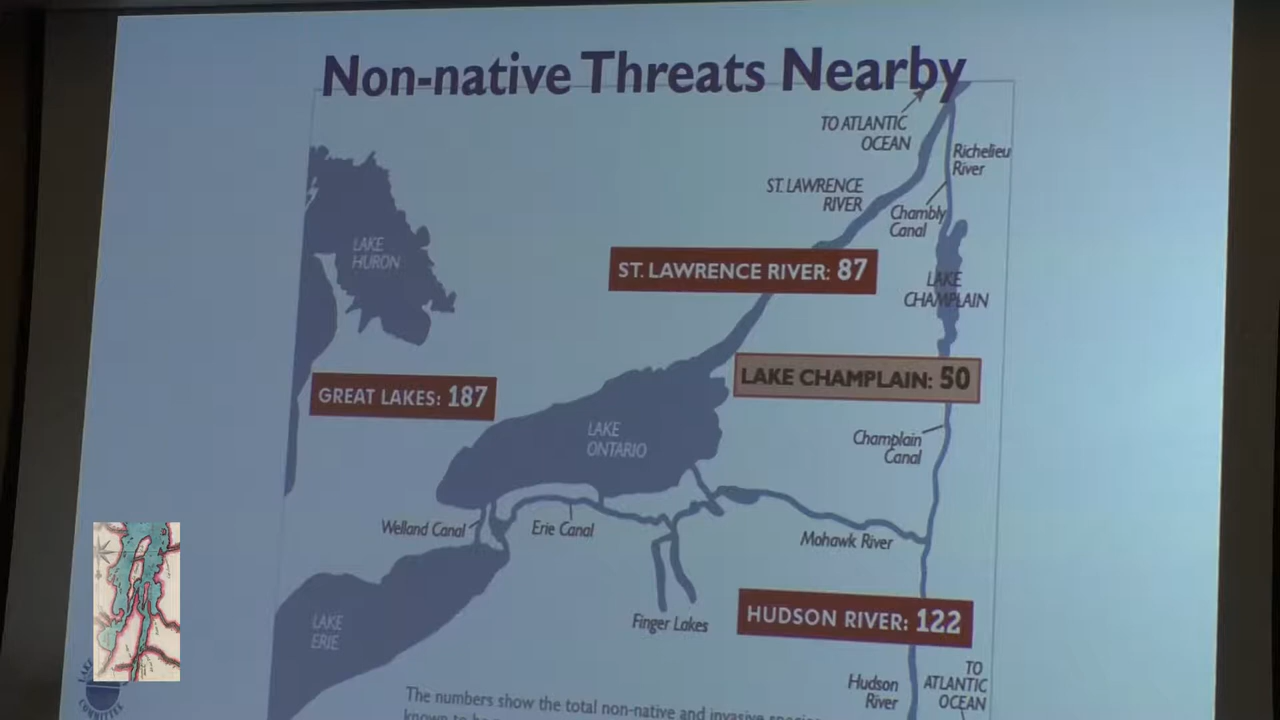 Non-native Threats Nearby
TO ATLANTIC
OCEAN
Richelieu
River
ST. LAWRENCE
RIVER
Chambly
Canal
LAKE
HURON
ST. LAWRENCE RIVER: 87
LAKE
CHAMPLAIN
LAKE CHAMPLAIN: 50
GREAT LAKES: 187
LAKE
ONTARIO
Champlain
Canal
Welland Canal
Erie Canal
Mohawk River
LAKE
ERIE
Finger Lakes
HUDSON RIVER: 122
Hudson
River
TO
ATLANTIC
OCEAN
The numbers show the total non-native and invasive species
LAKE
COMMITTEE